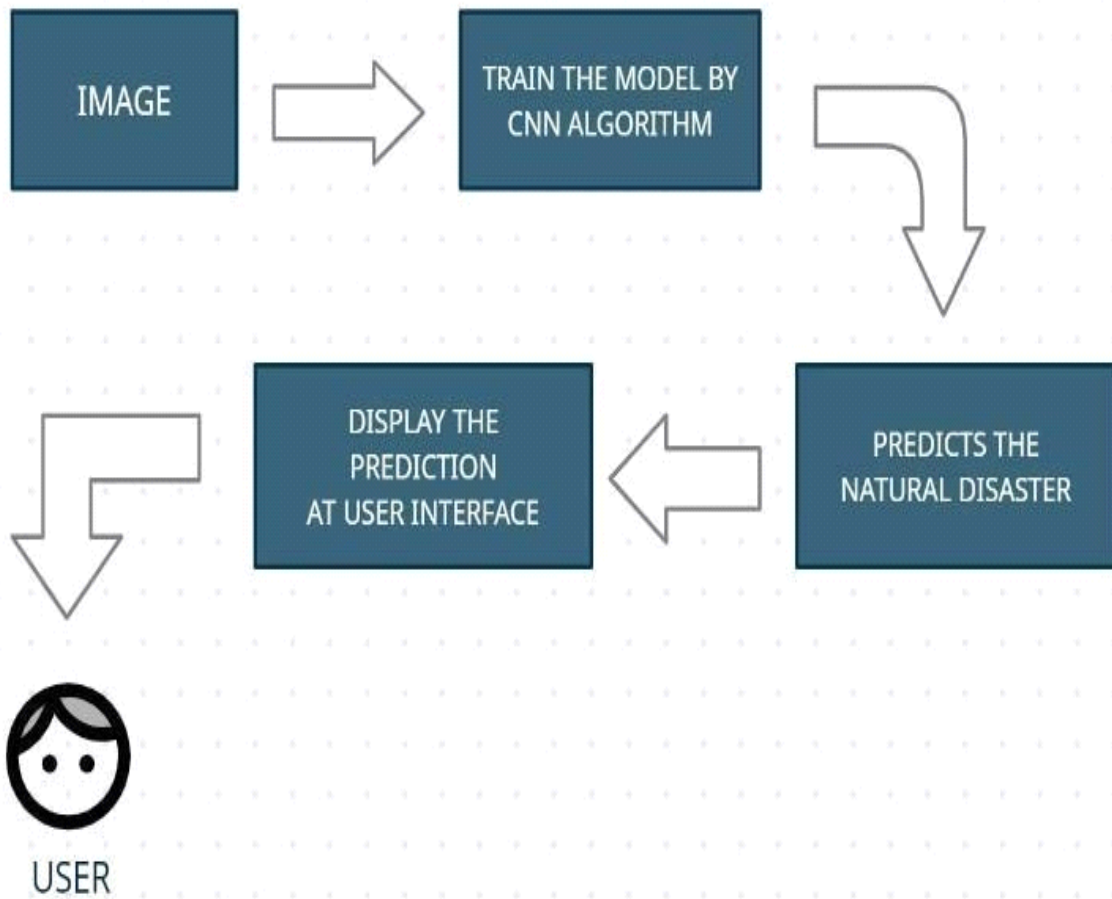 IMAGE
TRAIN THE MODEL BY
CNN ALGORITHM
PREDICTS THE
NATURAL DISASTER
DISPLAY THE
PREDICTION
AT USER INTERFACE
USER